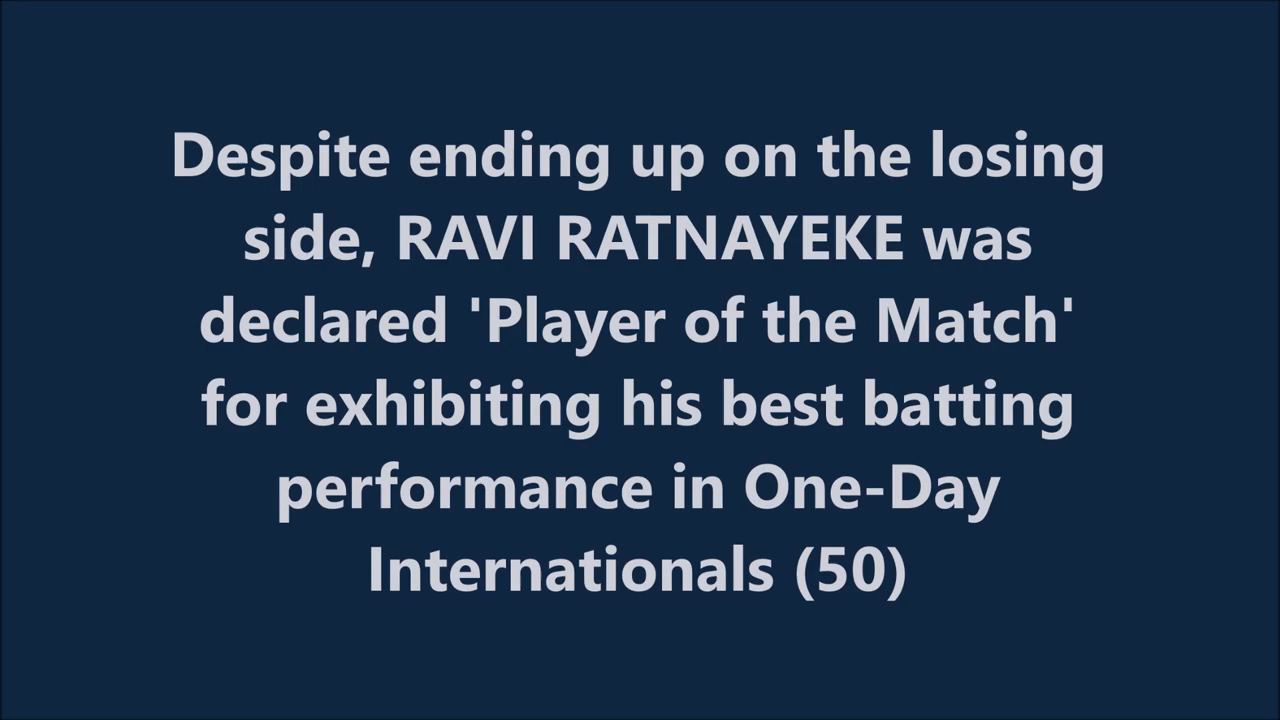 Despite ending up on the losing
side, RAVI RATNAYEKE was
declared 'Player of the Match'
for exhibiting his best batting
performance in One-Day
Internationals (50)